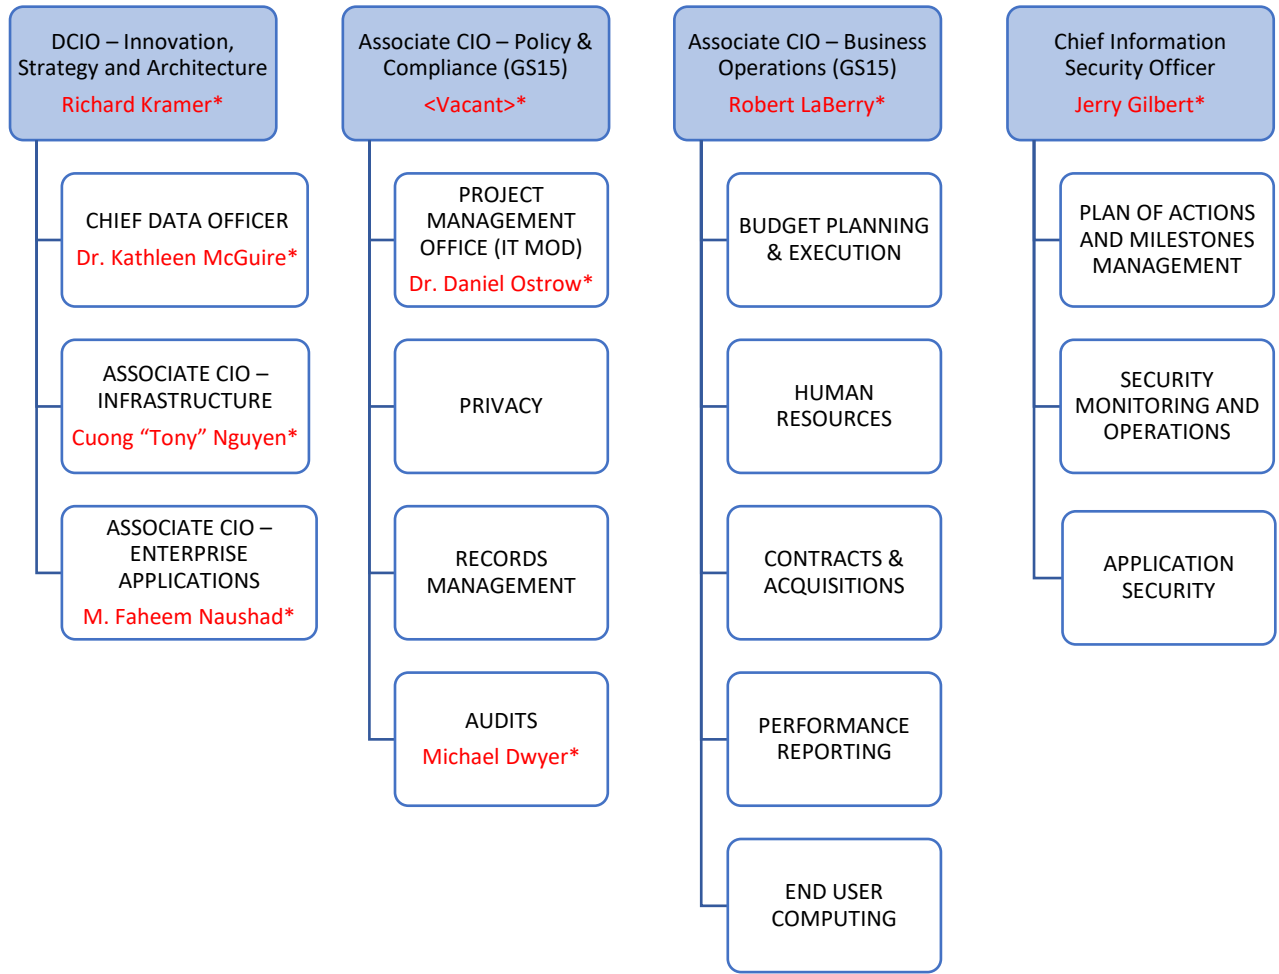 DCIO – Innovation,
Strategy and Architecture
Richard Kramer*
CHIEF DATA OFFICER
Dr. Kathleen McGuire*
ASSOCIATE CIO –
INFRASTRUCTURE
Cuong “Tony” Nguyen*
ASSOCIATE CIO –
ENTERPRISE
APPLICATIONS
M. Faheem Naushad*
Associate CIO – Policy &
Compliance (GS15)
<Vacant>*
PROJECT
MANAGEMENT
OFFICE (IT MOD)
Dr. Daniel Ostrow*
PRIVACY
RECORDS
MANAGEMENT
AUDITS
Michael Dwyer*
Associate CIO – Business
Operations (GS15)
Robert LaBerry*
BUDGET PLANNING
& EXECUTION
HUMAN
RESOURCES
CONTRACTS &
ACQUISITIONS
PERFORMANCE
REPORTING
END USER
COMPUTING
Chief Information
Security Officer
Jerry Gilbert*
PLAN OF ACTIONS
AND MILESTONES
MANAGEMENT
SECURITY
MONITORING AND
OPERATIONS
APPLICATION
SECURITY